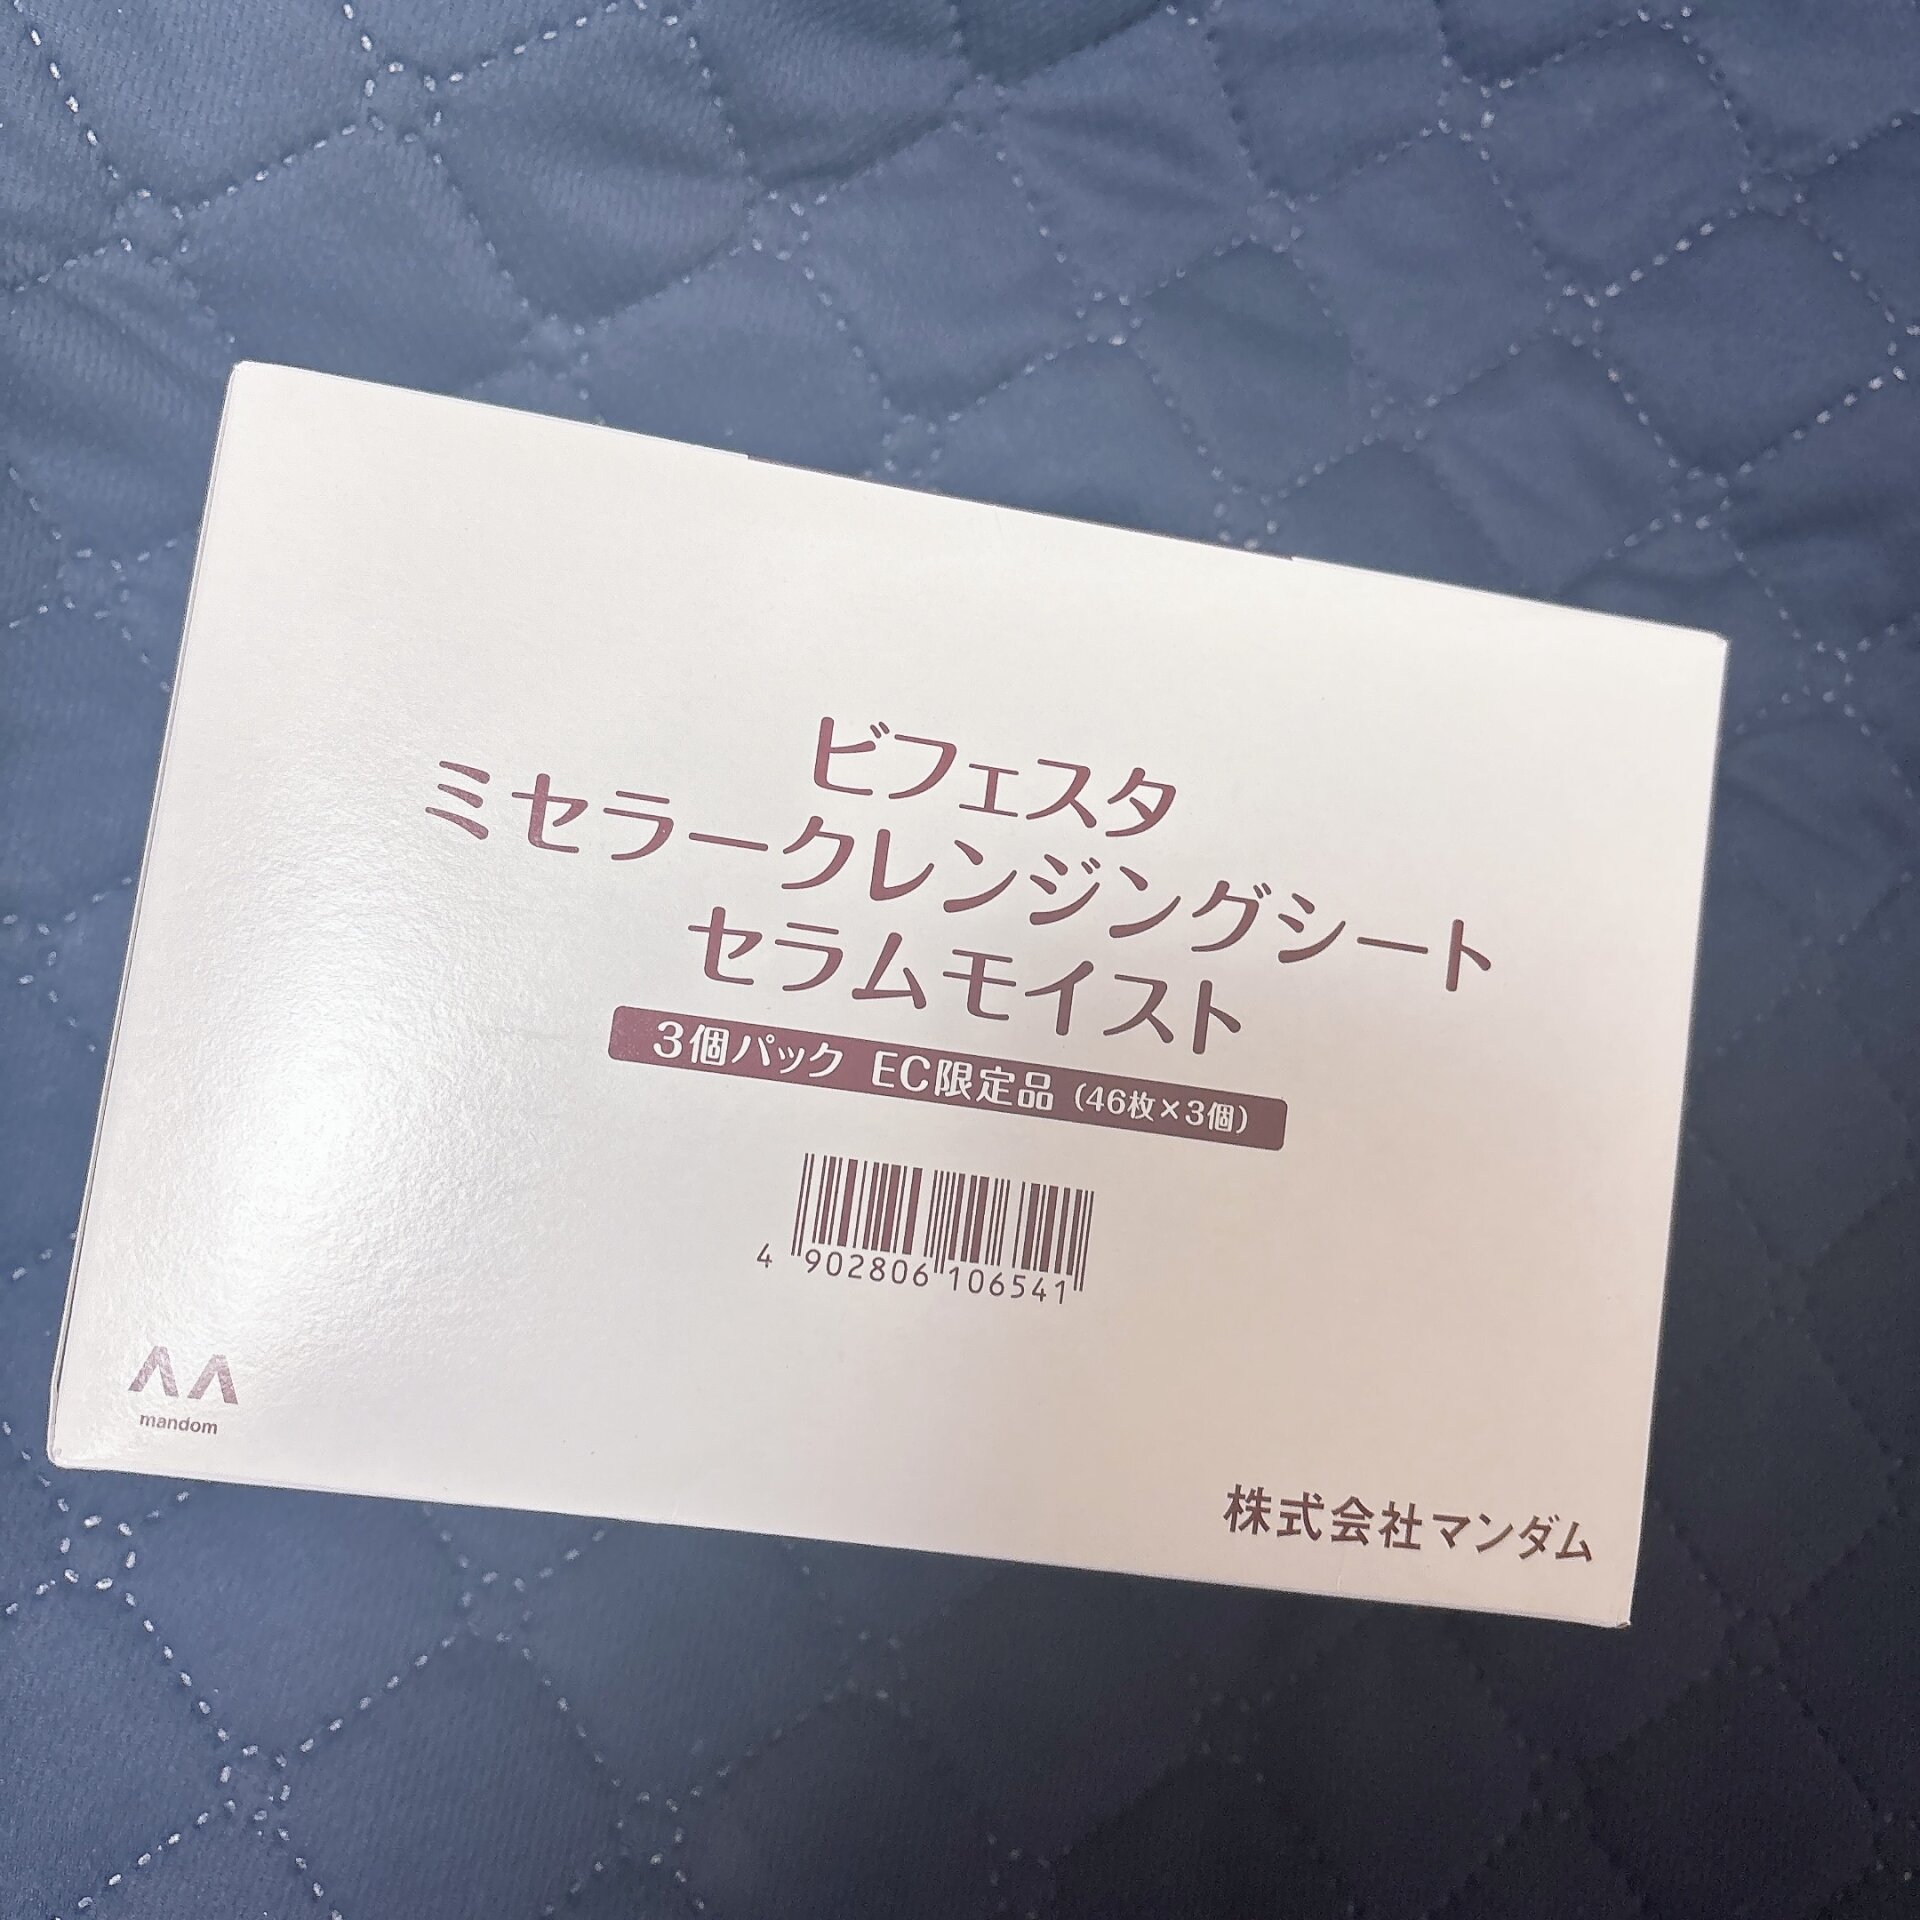 ビフェスタ
ミセラークレンジングシート
セラムモイスト
3個パック EC限定品（46枚×3個）
4 902806 106541
mandom
株式会社マンダム